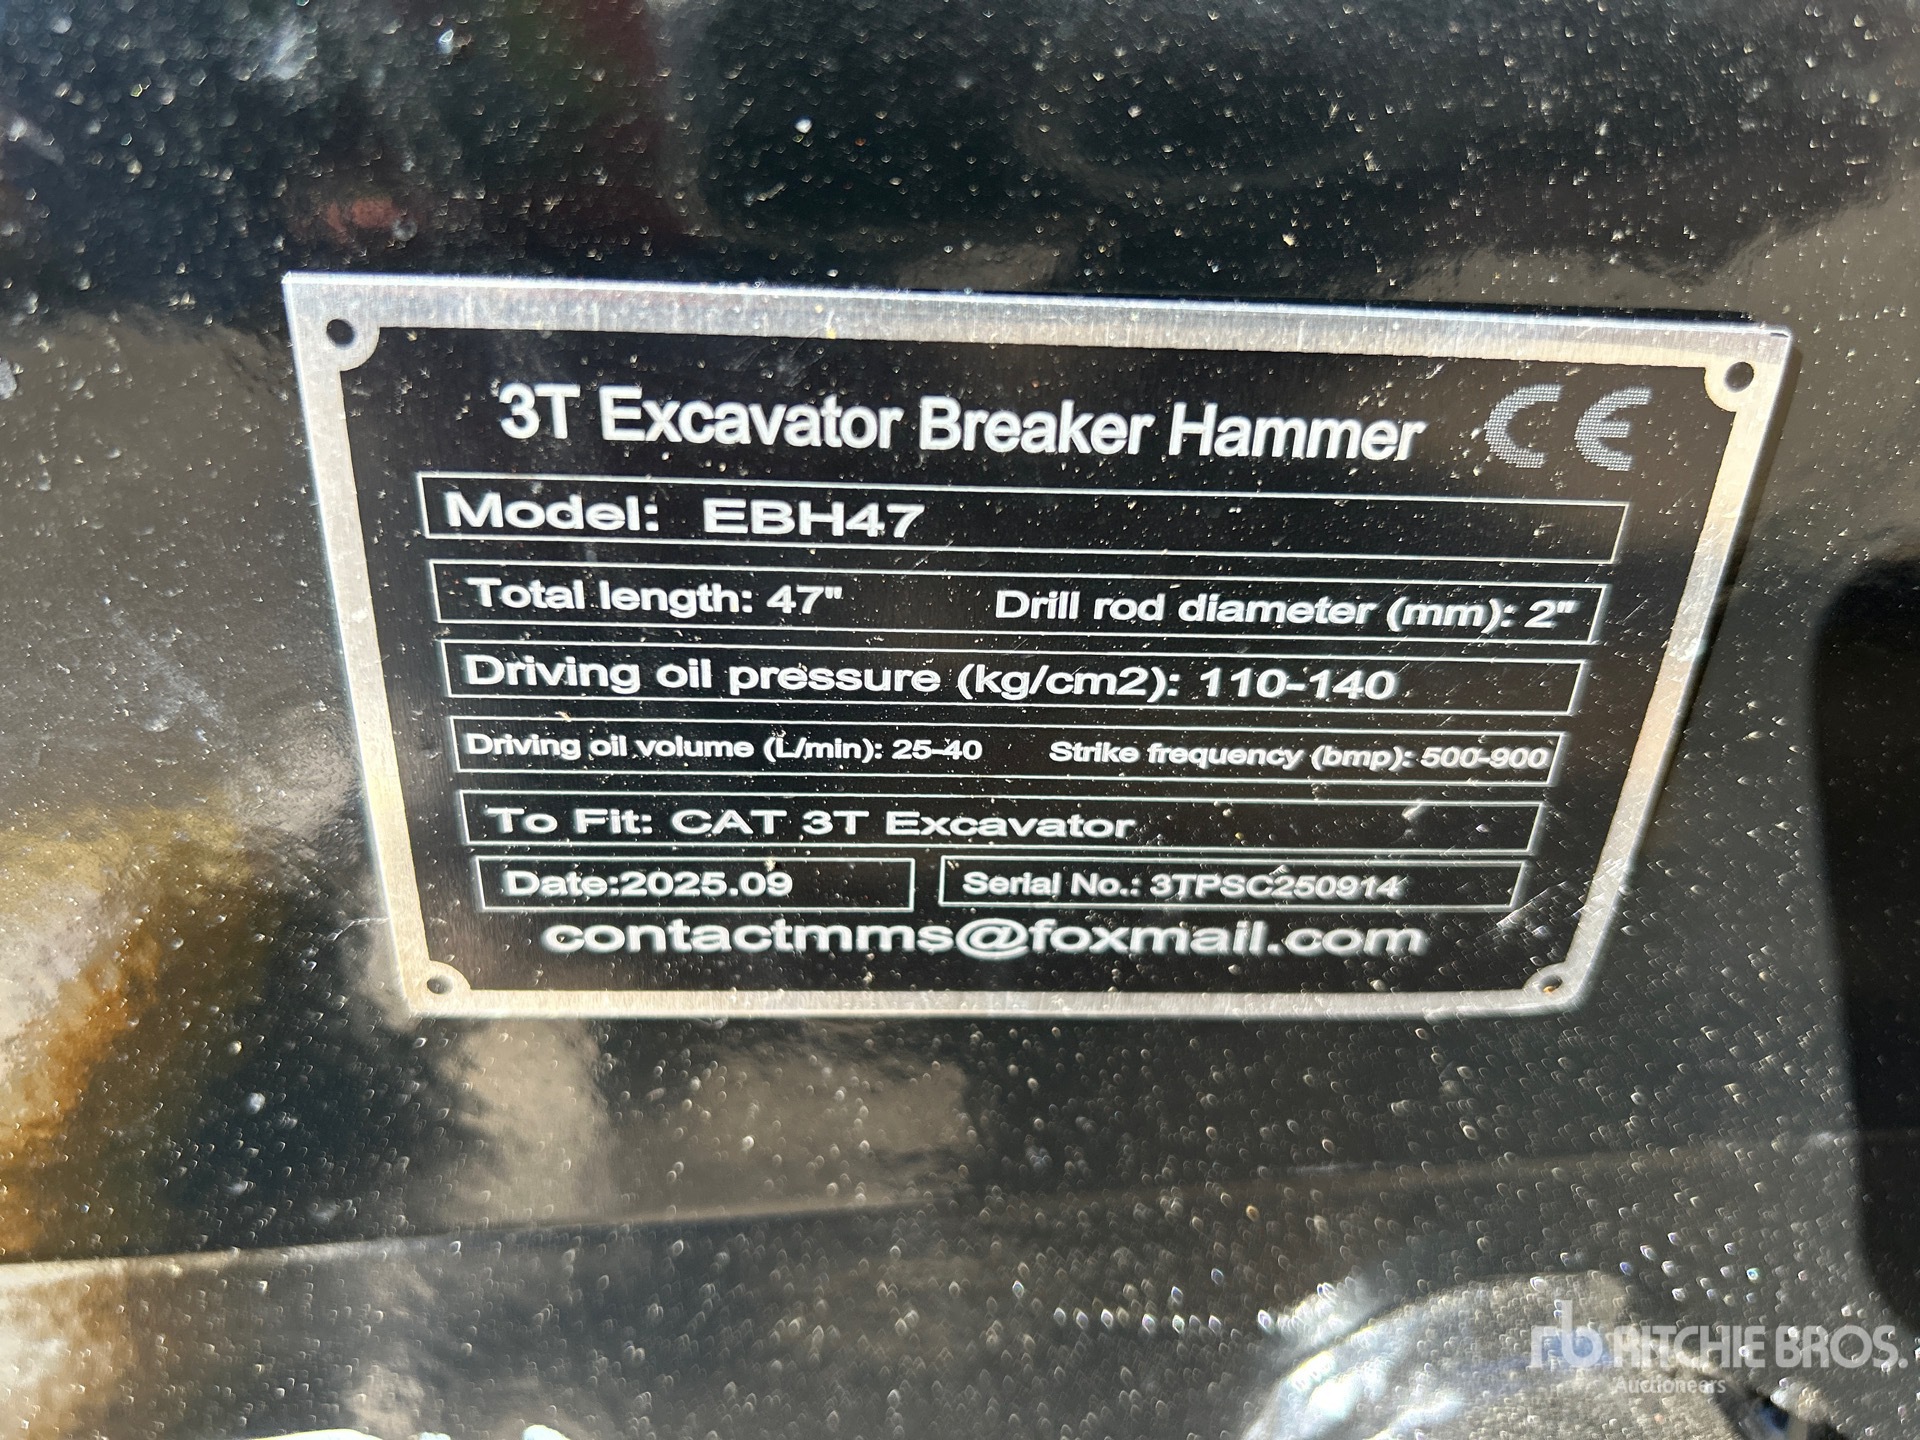 3T Excavator Breaker Hammer CE
Model: EBH47
Total length: 47" Drill rod diameter (mm): 2"
Driving oil pressure (kg/cm2): 110-140
Driving oil volume (L/min): 25-40 Strike frequency (bmp): 500-900
To Fit: CAT 3T Excavator
Date:2025.09 Serial No.: 3TPSC250914
contactmms@foxmail.com
rb RITCHIE BROS.
Auctioneers